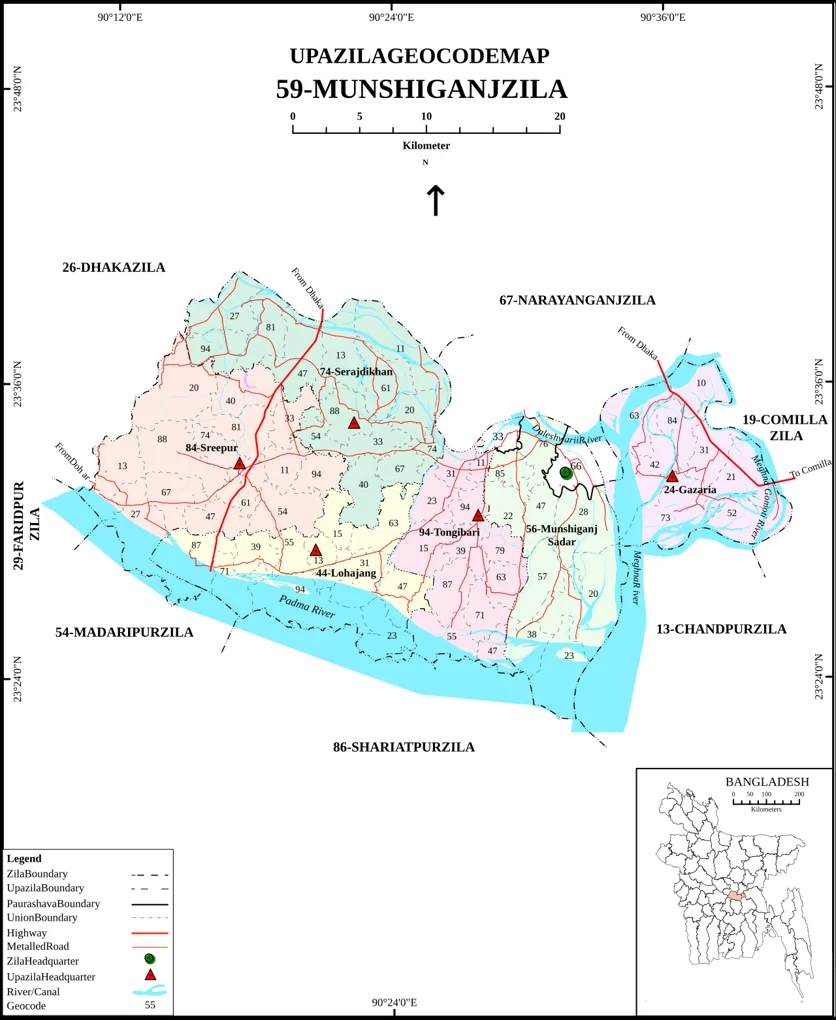 90°12'0"E
90°24'0"E
90°36'0"E
UPAZILAGEOCODEMAP
59-MUNSHIGANJZILA
0 5 10 20
Kilometer
N
23°48'0"N
23°48'0"N
26-DHAKAZILA
From Dhaka
67-NARAYANGANJZILA
From Dhaka
27
81
94
13
11
47
74-Serajdikhan
61
88
20
54
33
74
67
40
23°36'0"N
23°36'0"N
20
40
33
81
74
88
84-Sreepur
13
11
94
67
61
54
47
27
FromDoh ar
10
63
84
19-COMILLA
ZILA
31
42
21
24-Gazaria
To Comilla
73
52
Meghna Gomoti River
33
DaleshwariiRiver
76
66
11
31
85
23
94
47
28
22
94-Tongibari
56-Munshiganj
Sadar
15
39
79
87
63
57
20
71
55
47
38
23
MeghnaR iver
29-FARIDPUR
ZILA
63
15
87
39
55
13
31
44-Lohajang
71
94
47
23
Padma River
54-MADARIPURZILA
13-CHANDPURZILA
23°24'0"N
23°24'0"N
86-SHARIATPURZILA
BANGLADESH
0 50 100 200
Kilometers
Legend
ZilaBoundary
UpazilaBoundary
PaurashavaBoundary
UnionBoundary
Highway
MetalledRoad
ZilaHeadquarter
UpazilaHeadquarter
River/Canal
Geocode 55
90°24'0"E